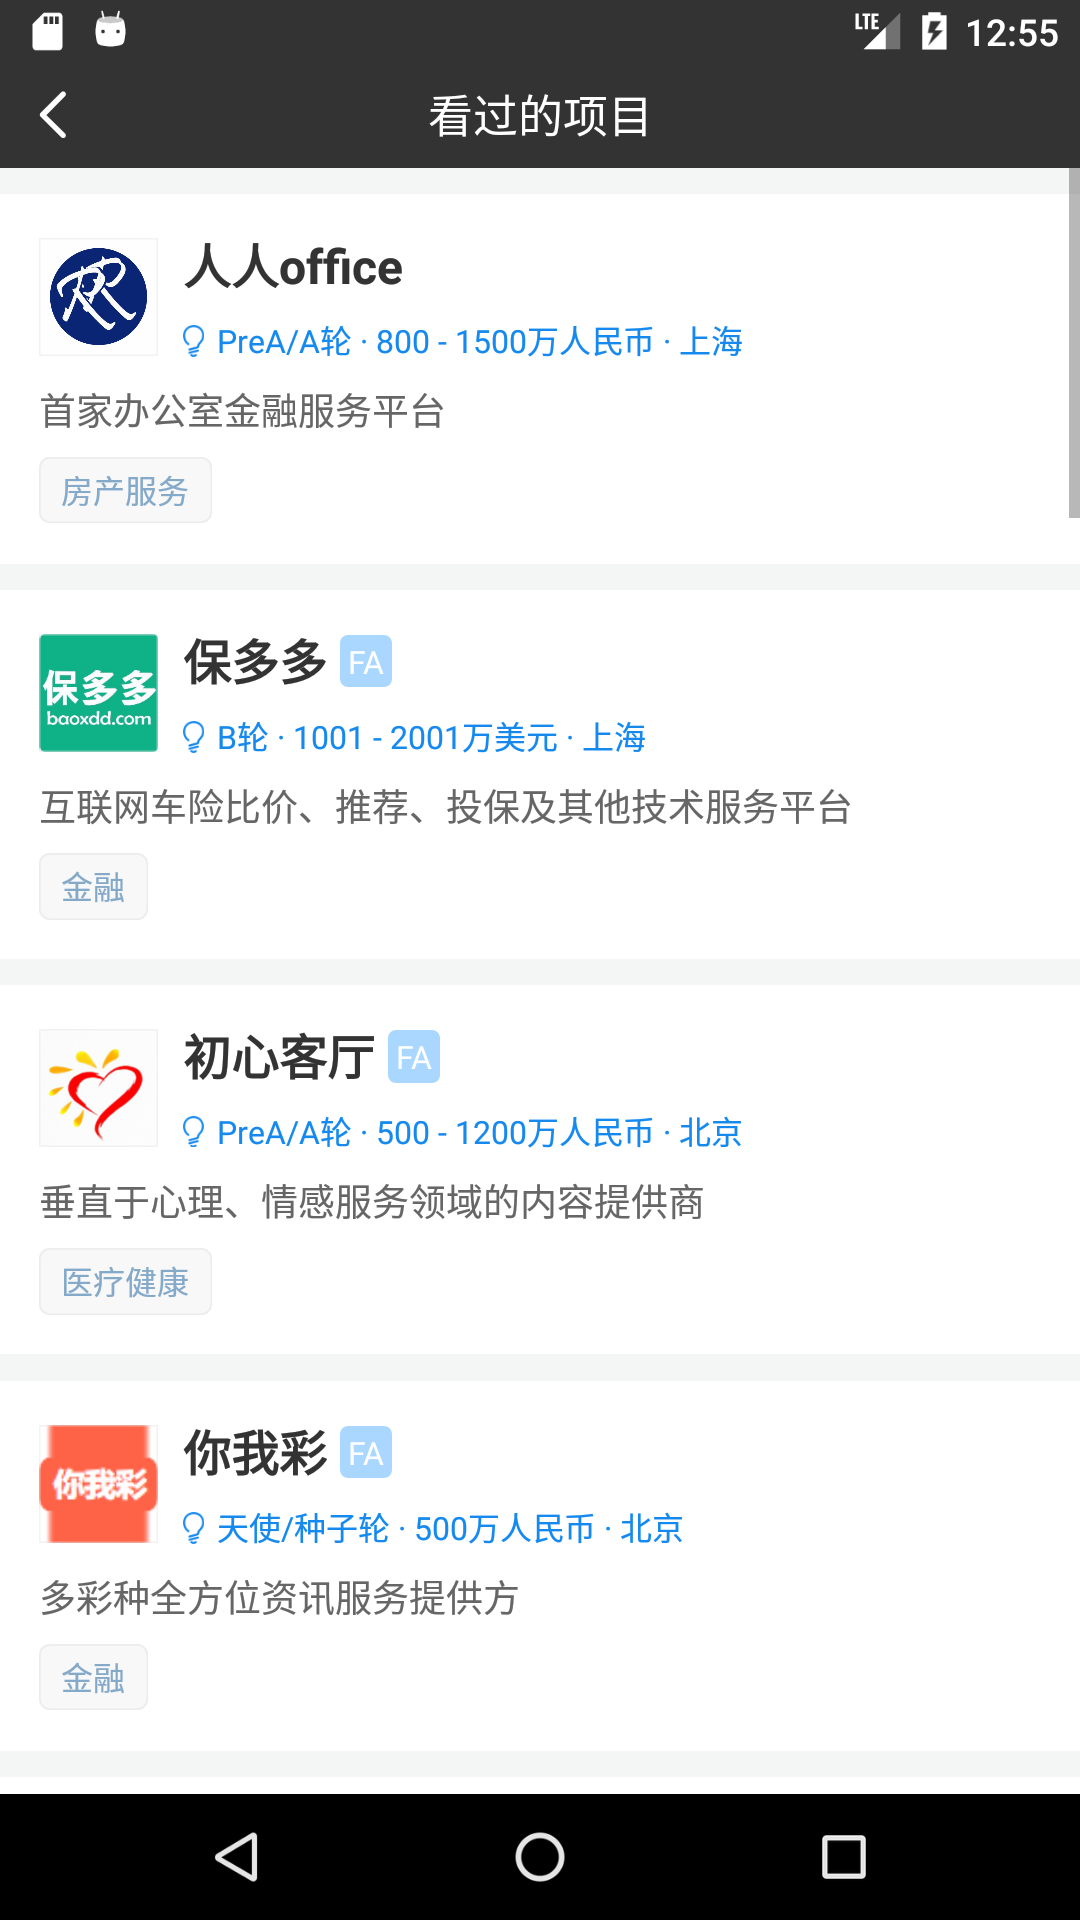 LTE 12:55
看过的项目
人人office
PreA/A轮 · 800 - 1500万人民币 · 上海
首家办公室金融服务平台
房产服务
保多多
baoxdd.com
保多多 FA
B轮 · 1001 - 2001万美元 · 上海
互联网车险比价、推荐、投保及其他技术服务平台
金融
初心客厅 FA
PreA/A轮 · 500 - 1200万人民币 · 北京
垂直于心理、情感服务领域的内容提供商
医疗健康
你我彩
你我彩 FA
天使/种子轮 · 500万人民币 · 北京
多彩种全方位资讯服务提供方
金融